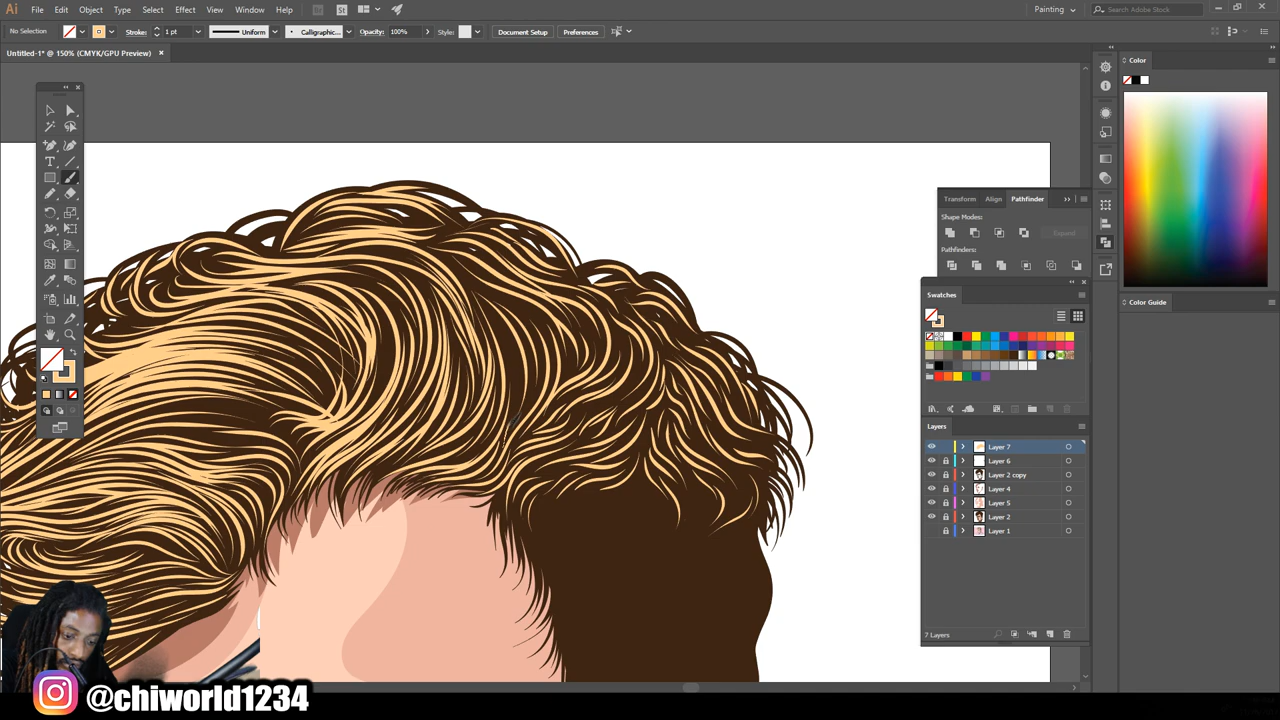 Ai File Edit Object Type Select Effect View Window Help Br St Painting Search Adobe Stock
No Selection Stroke: 1 pt Uniform Calligraphic... Opacity: 100% Style: Document Setup Preferences
Untitled-1* @ 150% (CMYK/GPU Preview)
Color
Transform Align Pathfinder
Shape Modes:
Expand
Pathfinders:
Swatches
Color Guide
Layers
Layer 7
Layer 6
Layer 2 copy
Layer 4
Layer 5
Layer 2
Layer 1
7 Layers
@chiworld1234